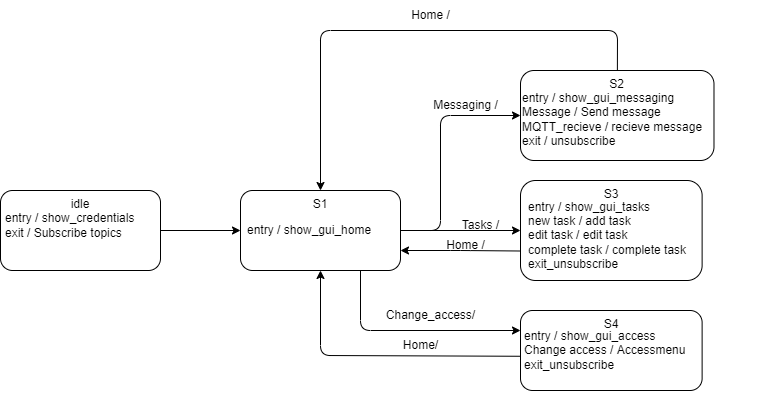 Home /
S2
entry / show_gui_messaging
Message / Send message
MQTT_recieve / recieve message
exit / unsubscribe
Messaging /
idle
entry / show_credentials
exit / Subscribe topics
S1
entry / show_gui_home
Tasks /
Home /
S3
entry / show_gui_tasks
new task / add task
edit task / edit task
complete task / complete task
exit_unsubscribe
Change_access/
Home/
S4
entry / show_gui_access
Change access / Accessmenu
exit_unsubscribe